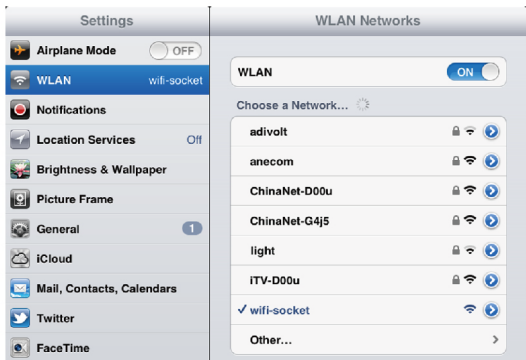 Settings
Airplane Mode OFF
WLAN wifi-socket
Notifications
Location Services Off
Brightness & Wallpaper
Picture Frame
General 1
iCloud
Mail, Contacts, Calendars
Twitter
FaceTime
WLAN Networks
WLAN ON
Choose a Network...
adivolt
anecom
ChinaNet-D00u
ChinaNet-G4j5
light
iTV-D00u
wifi-socket
Other...